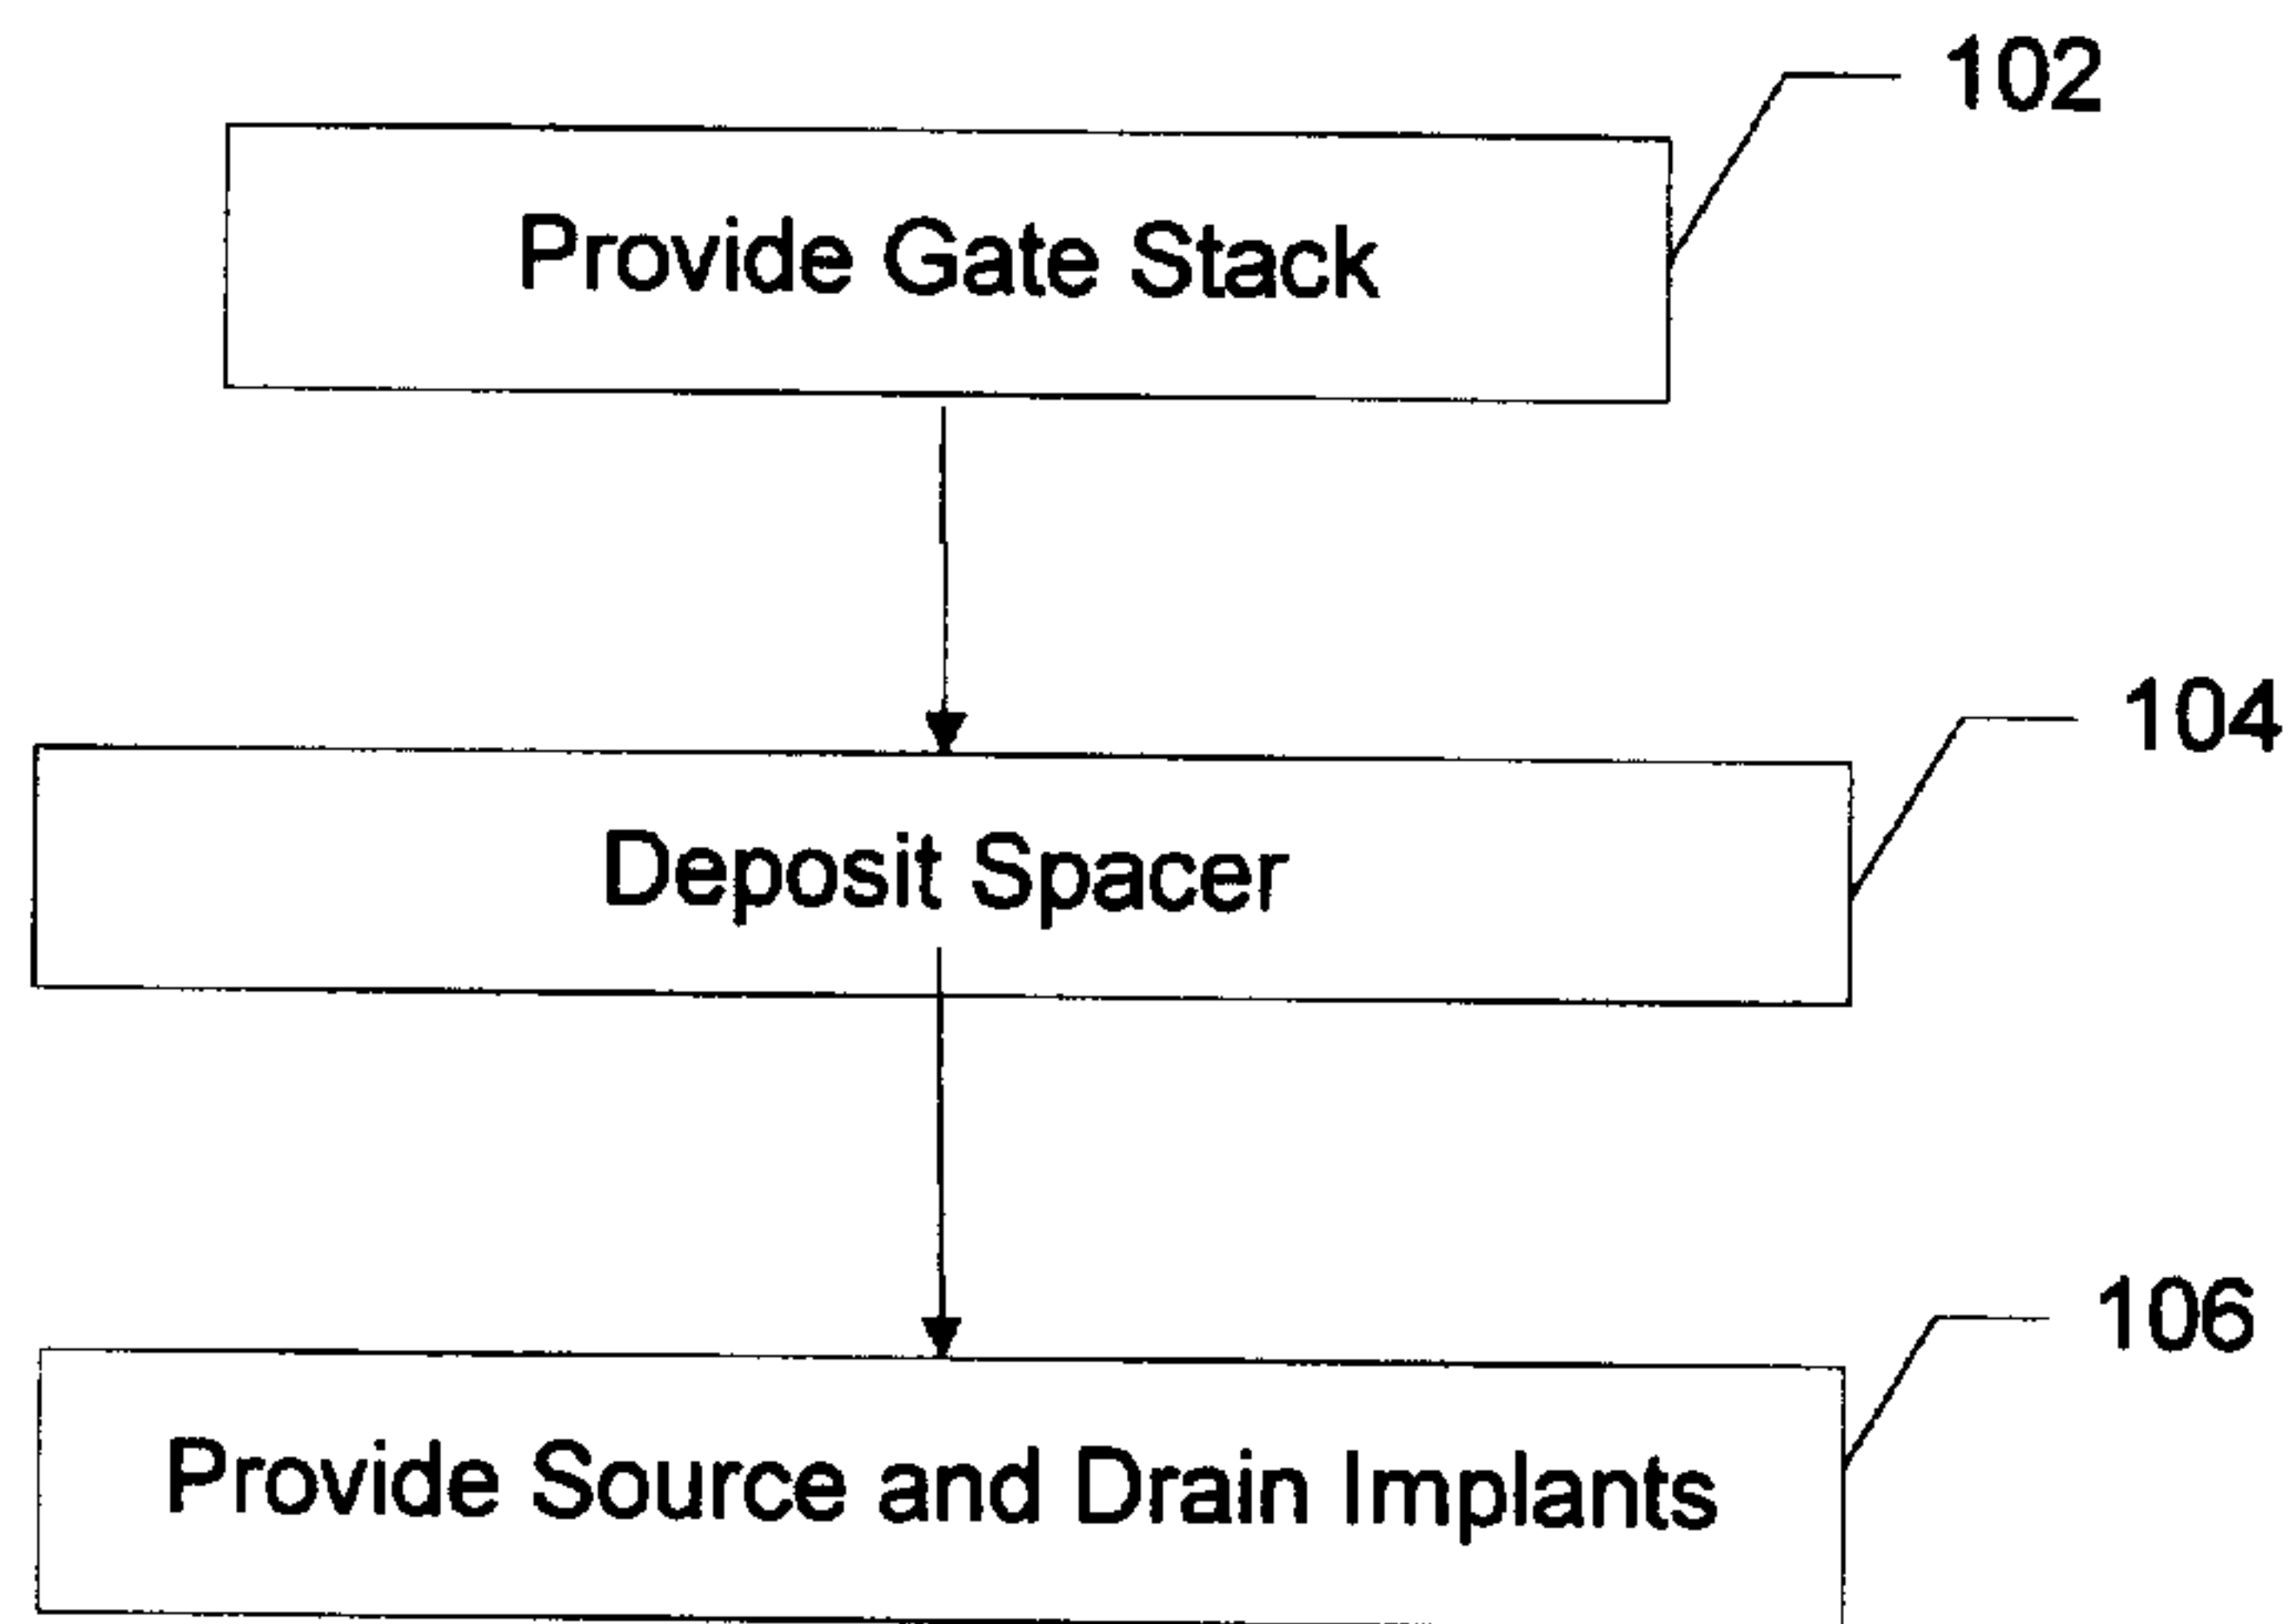 102
Provide Gate Stack
104
Deposit Spacer
106
Provide Source and Drain Implants